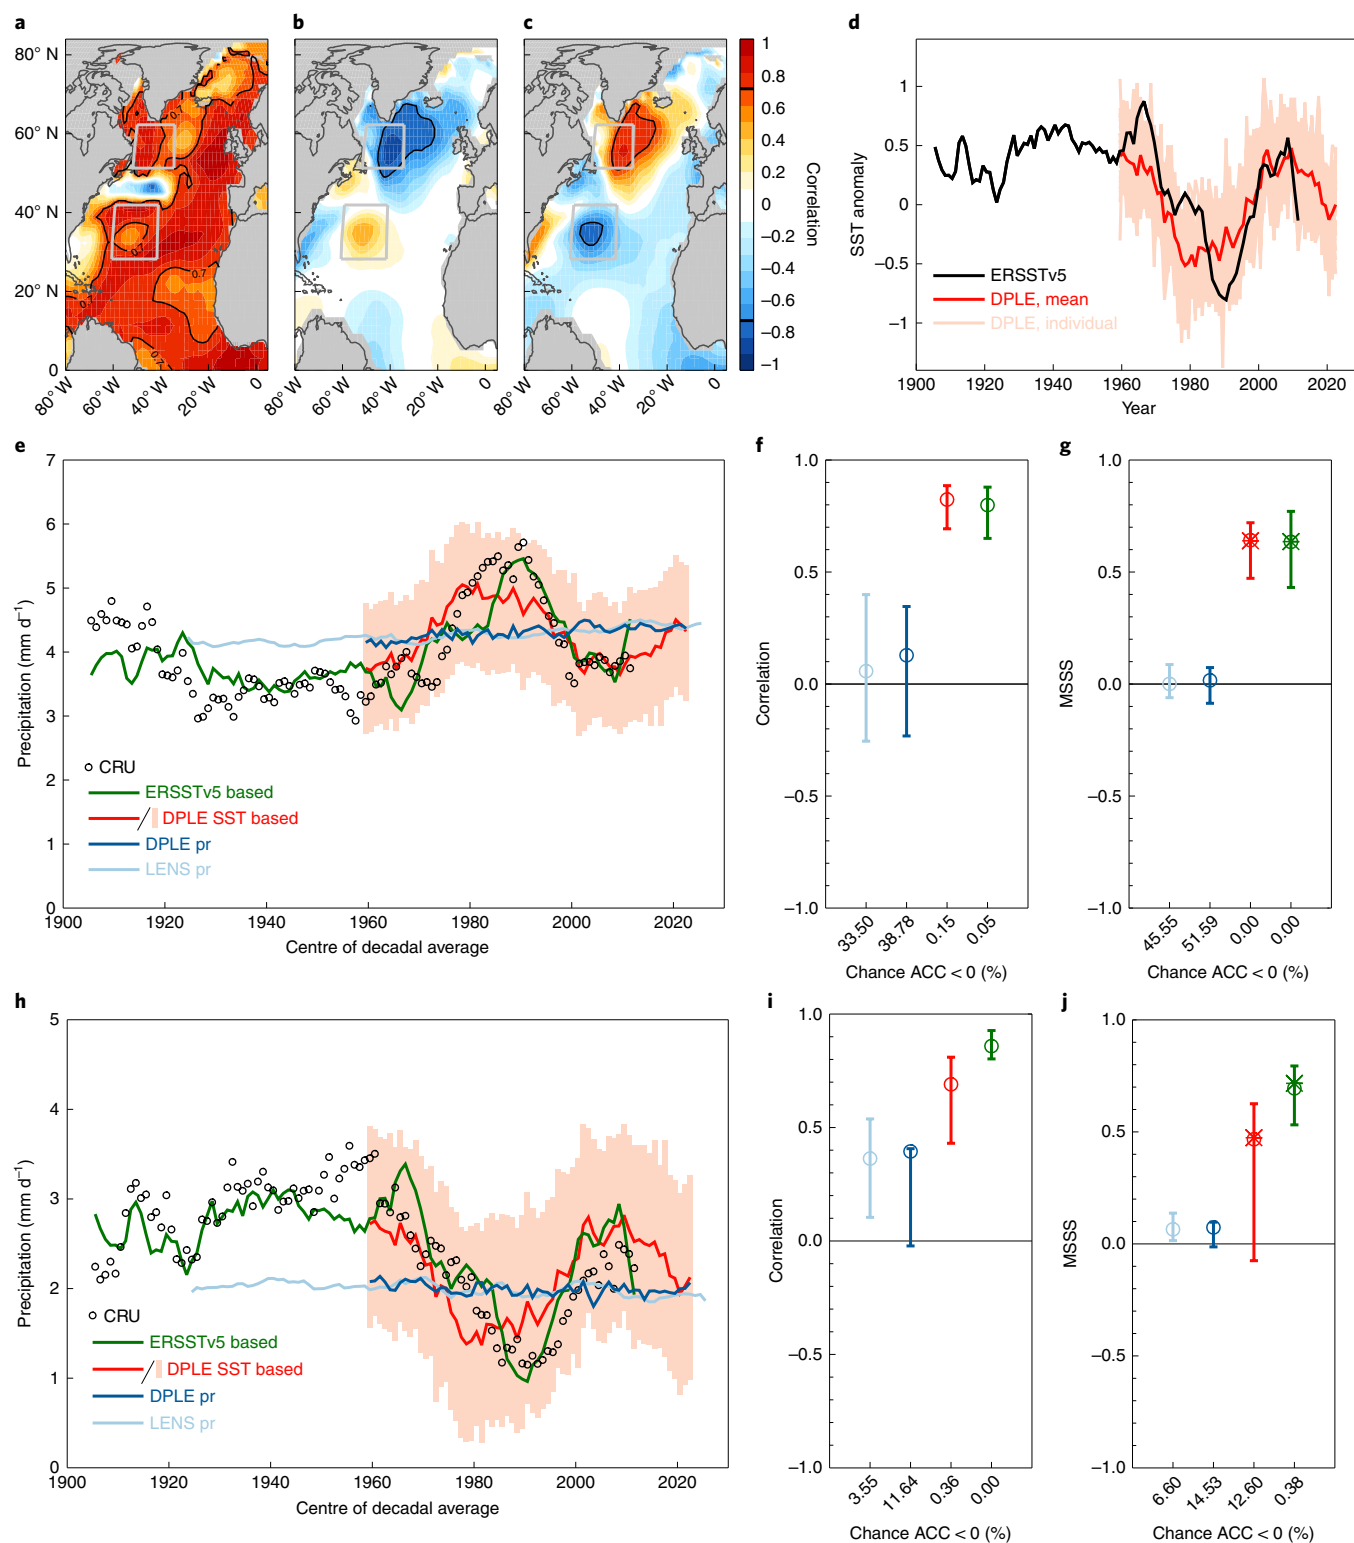 a
b
c
d
80° N
60° N
40° N
20° N
0
80° W
60° W
40° W
20° W
0
80° W
60° W
40° W
20° W
0
80° W
60° W
40° W
20° W
0
0.7
0.7
0.7
0.7
0.7
1
0.8
0.6
0.4
0.2
0
−0.2
−0.4
−0.6
−0.8
−1
Correlation
SST anomaly
1
0.5
0
−0.5
−1
ERSSTv5
DPLE, mean
DPLE, individual
1900
1920
1940
1960
1980
2000
2020
Year
e
Precipitation (mm d−1)
7
6
5
4
3
2
1
0
CRU
ERSSTv5 based
DPLE SST based
DPLE pr
LENS pr
1900
1920
1940
1960
1980
2000
2020
Centre of decadal average
f
Correlation
1.0
0.5
0.0
−0.5
−1.0
33.50
38.78
0.15
0.05
Chance ACC < 0 (%)
g
MSSS
1.0
0.5
0.0
−0.5
−1.0
45.55
51.59
0.00
0.00
Chance ACC < 0 (%)
h
Precipitation (mm d−1)
5
4
3
2
1
0
CRU
ERSSTv5 based
DPLE SST based
DPLE pr
LENS pr
1900
1920
1940
1960
1980
2000
2020
Centre of decadal average
i
Correlation
1.0
0.5
0.0
−0.5
−1.0
3.55
11.64
0.36
0.00
Chance ACC < 0 (%)
j
MSSS
1.0
0.5
0.0
−0.5
−1.0
6.60
14.53
12.60
0.38
Chance ACC < 0 (%)